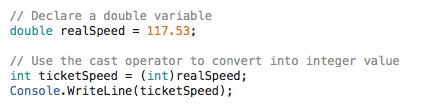 // Declare a double variable
double realSpeed = 117.53;
// Use the cast operator to convert into integer value
int ticketSpeed = (int)realSpeed;
Console.WriteLine(ticketSpeed);